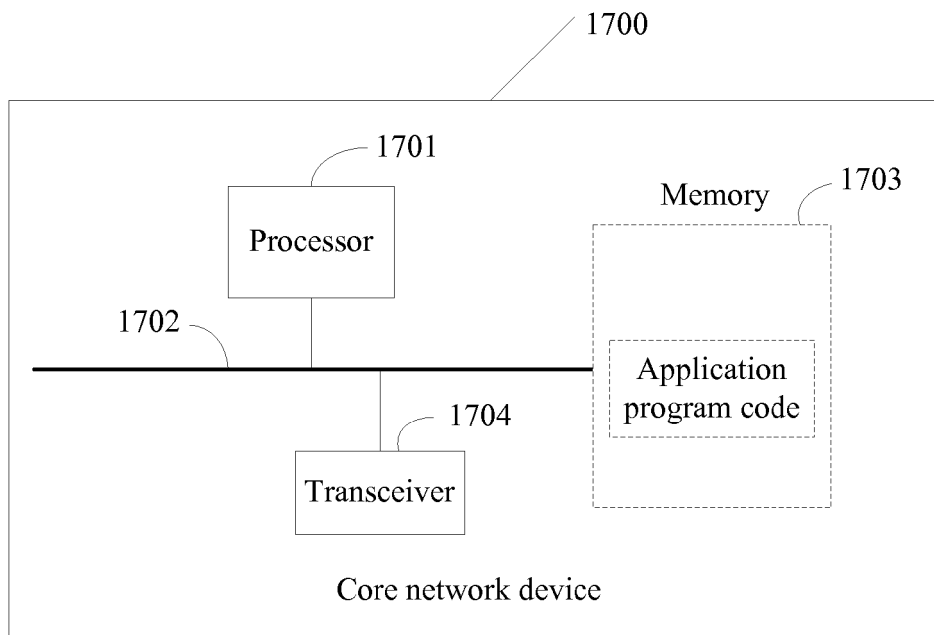 1700
1701
Processor
Memory
1703
1702
Application
program code
1704
Transceiver
Core network device